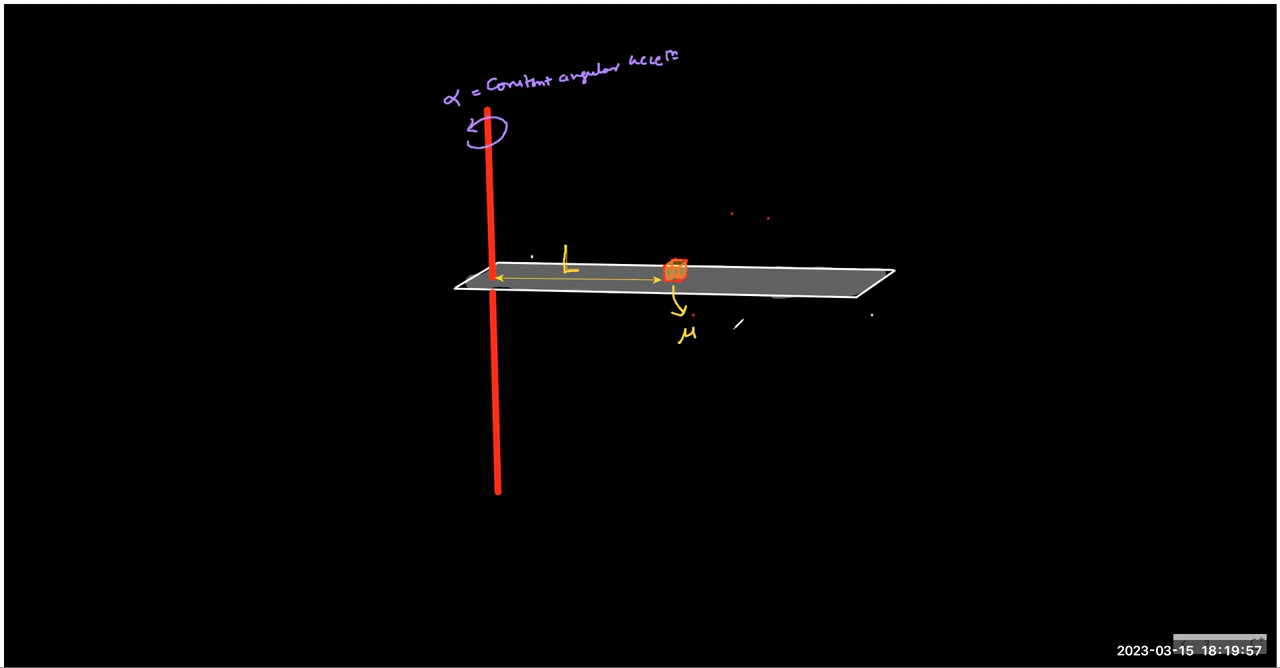 α = Constant angular accelⁿ
L
μ
2023-03-15 18:19:57